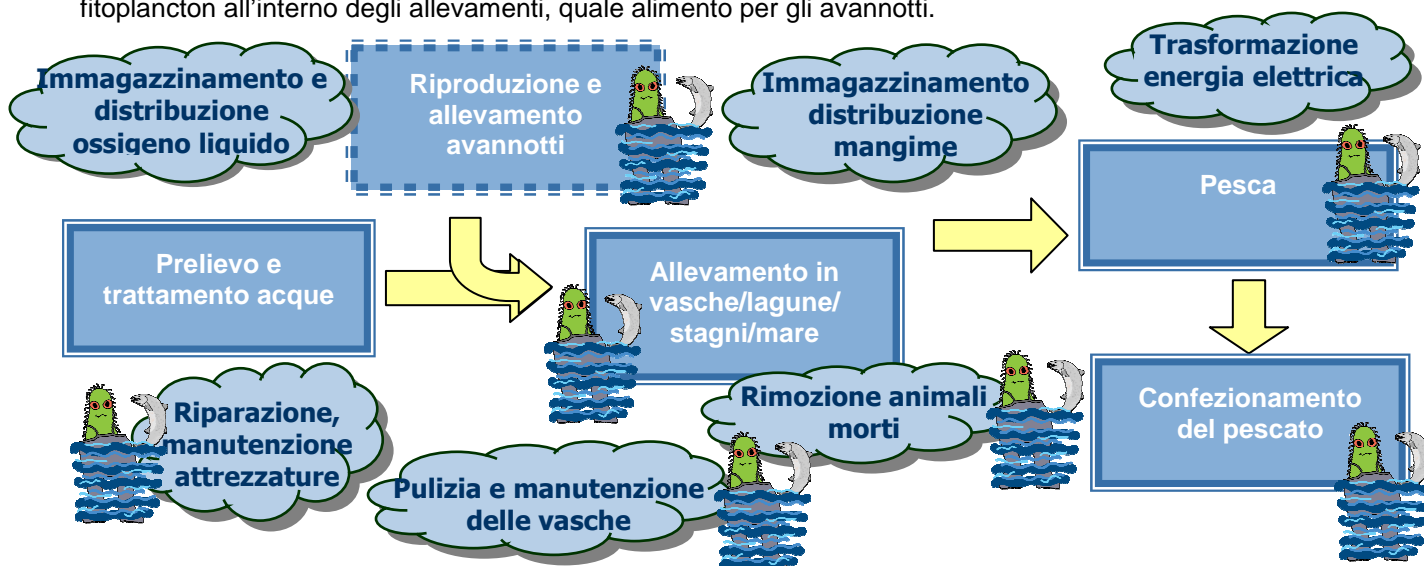 fitoplancton all'interno degli allevamenti, quale alimento per gli avannotti.
Immagazzinamento e
distribuzione
ossigeno liquido
Riproduzione e
allevamento
avannotti
Immagazzinamento
distribuzione
mangime
Trasformazione
energia elettrica
Pesca
Prelievo e
trattamento acque
Allevamento in
vasche/lagune/
stagni/mare
Riparazione,
manutenzione
attrezzature
Pulizia e manutenzione
delle vasche
Rimozione animali
morti
Confezionamento
del pescato